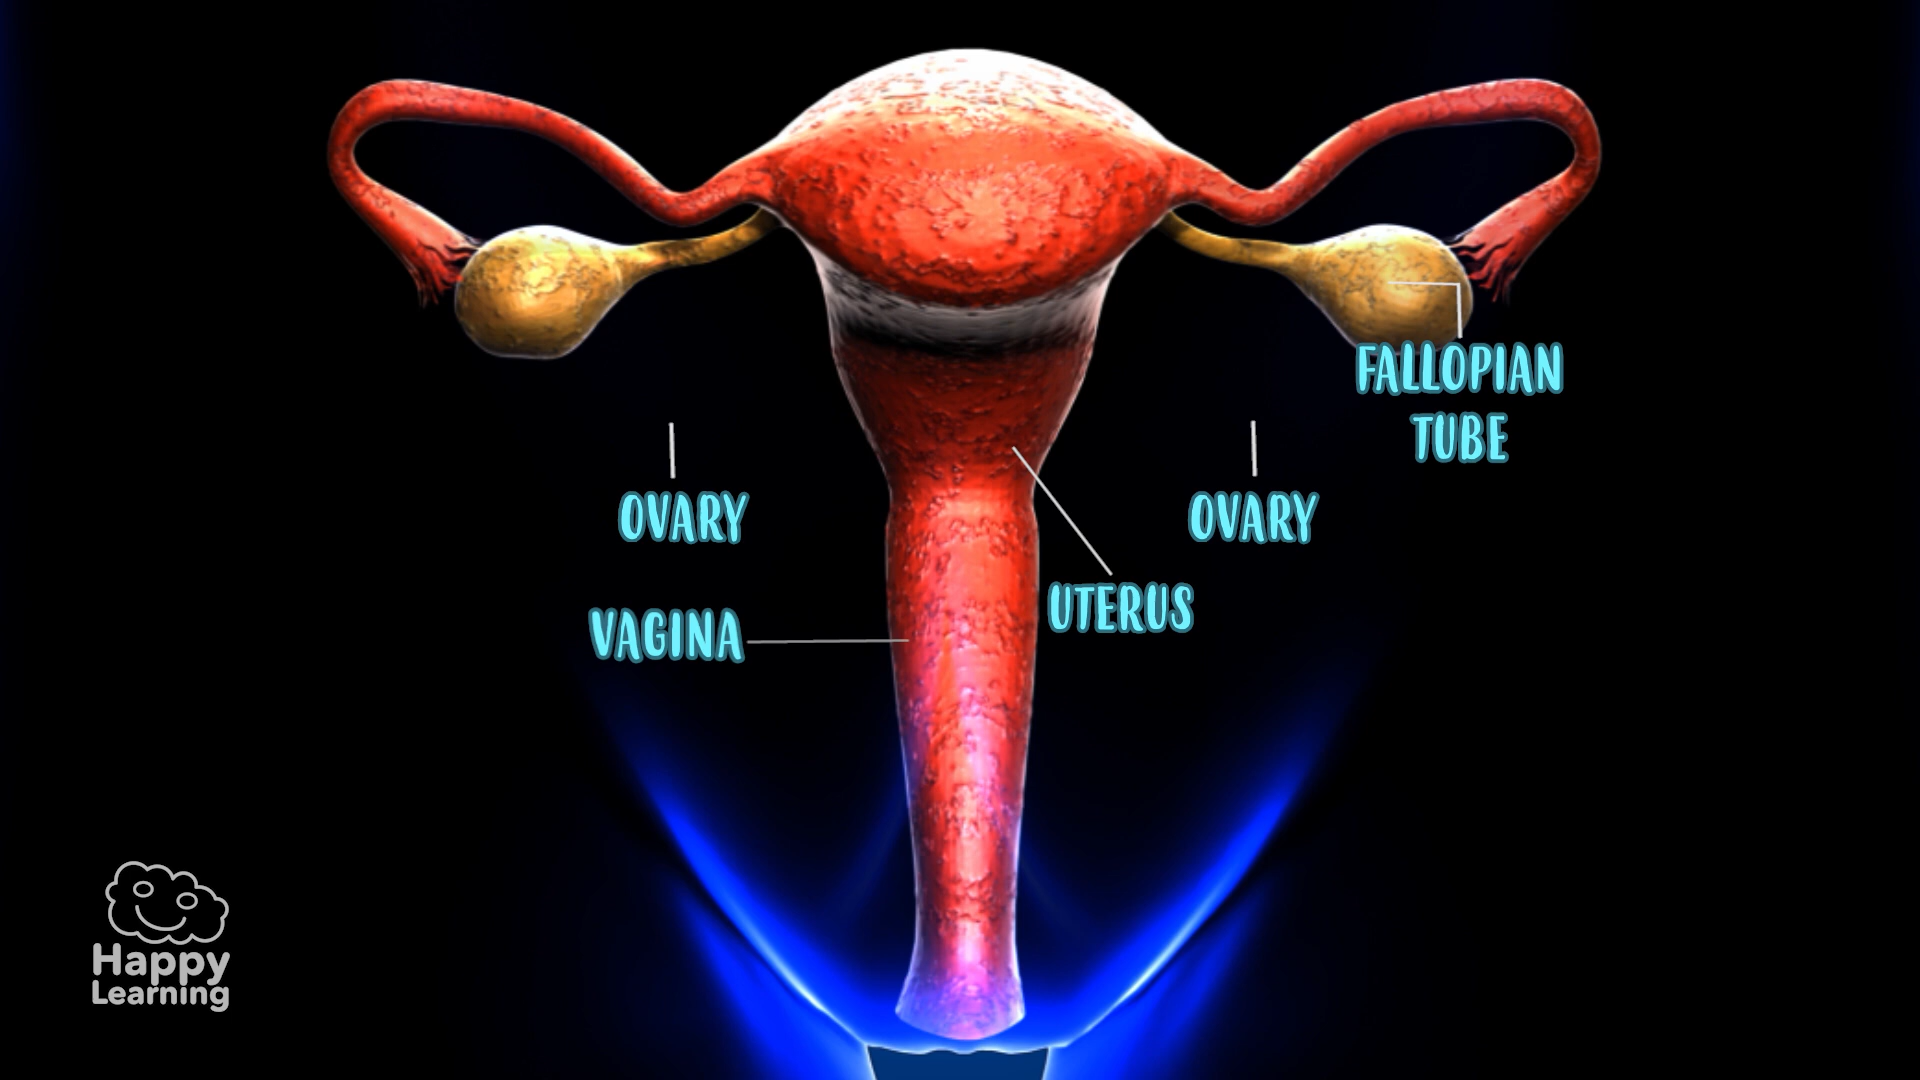 FALLOPIAN
TUBE
OVARY
OVARY
UTERUS
VAGINA
Happy
Learning